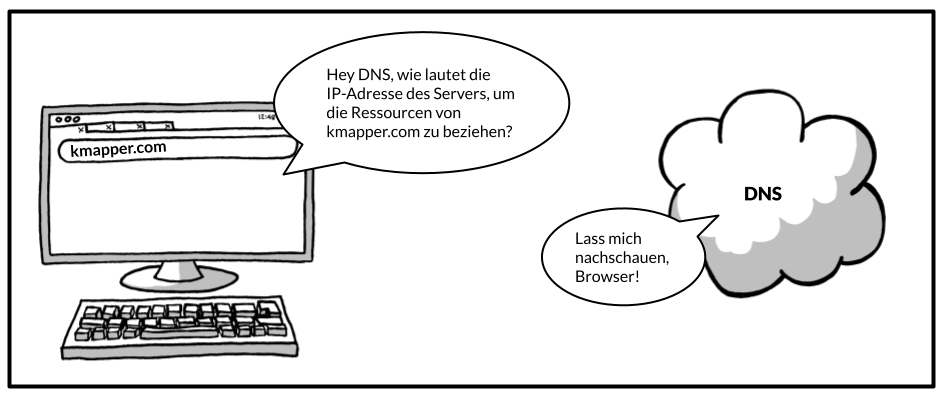 Hey DNS, wie lautet die
IP-Adresse des Servers, um
die Ressourcen von
kmapper.com zu beziehen?
kmapper.com
DNS
Lass mich
nachschauen,
Browser!